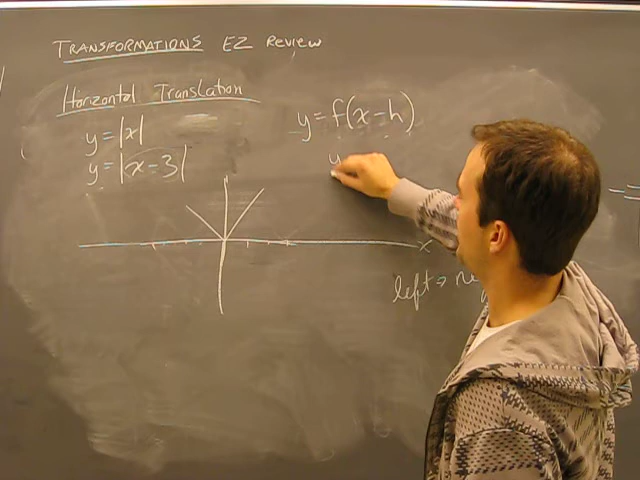 TRANSFORMATIONS EZ Review
Horizontal Translation
y = |x|
y = |x - 3|
y = f(x - h)
y
y
x
left →